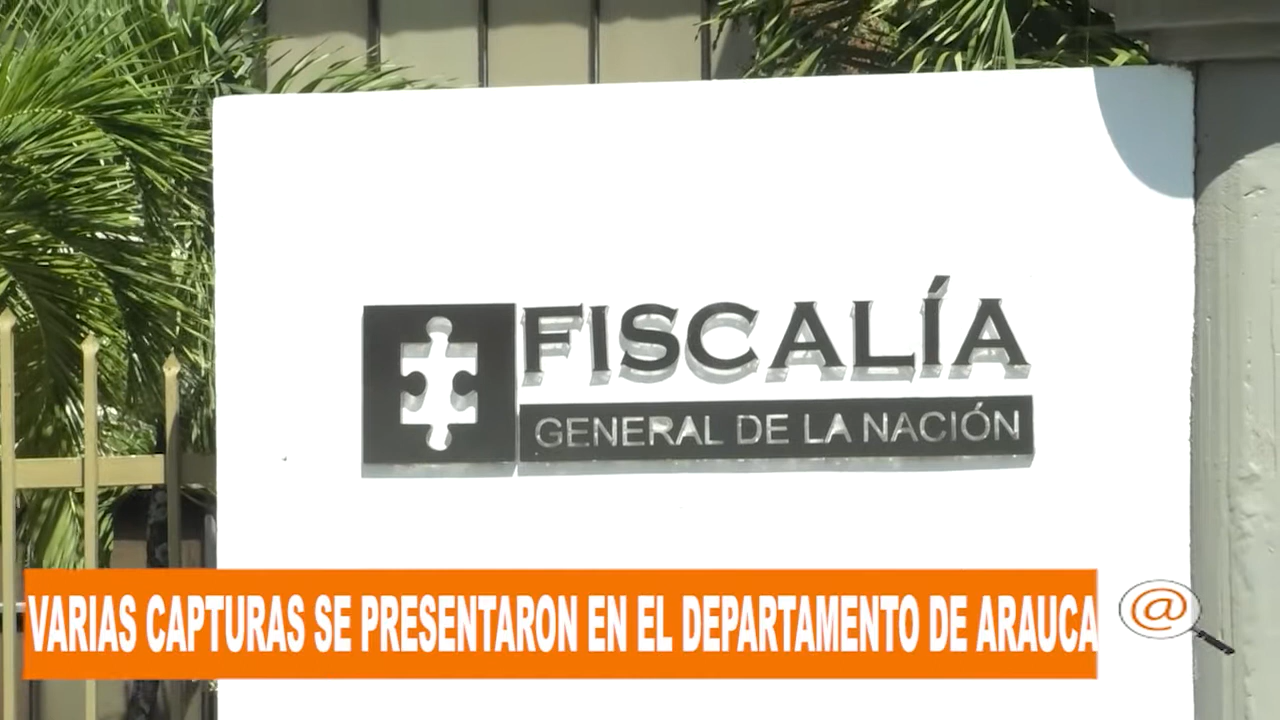 FISCALÍA
GENERAL DE LA NACIÓN
VARIAS CAPTURAS SE PRESENTARON EN EL DEPARTAMENTO DE ARAUCA
@